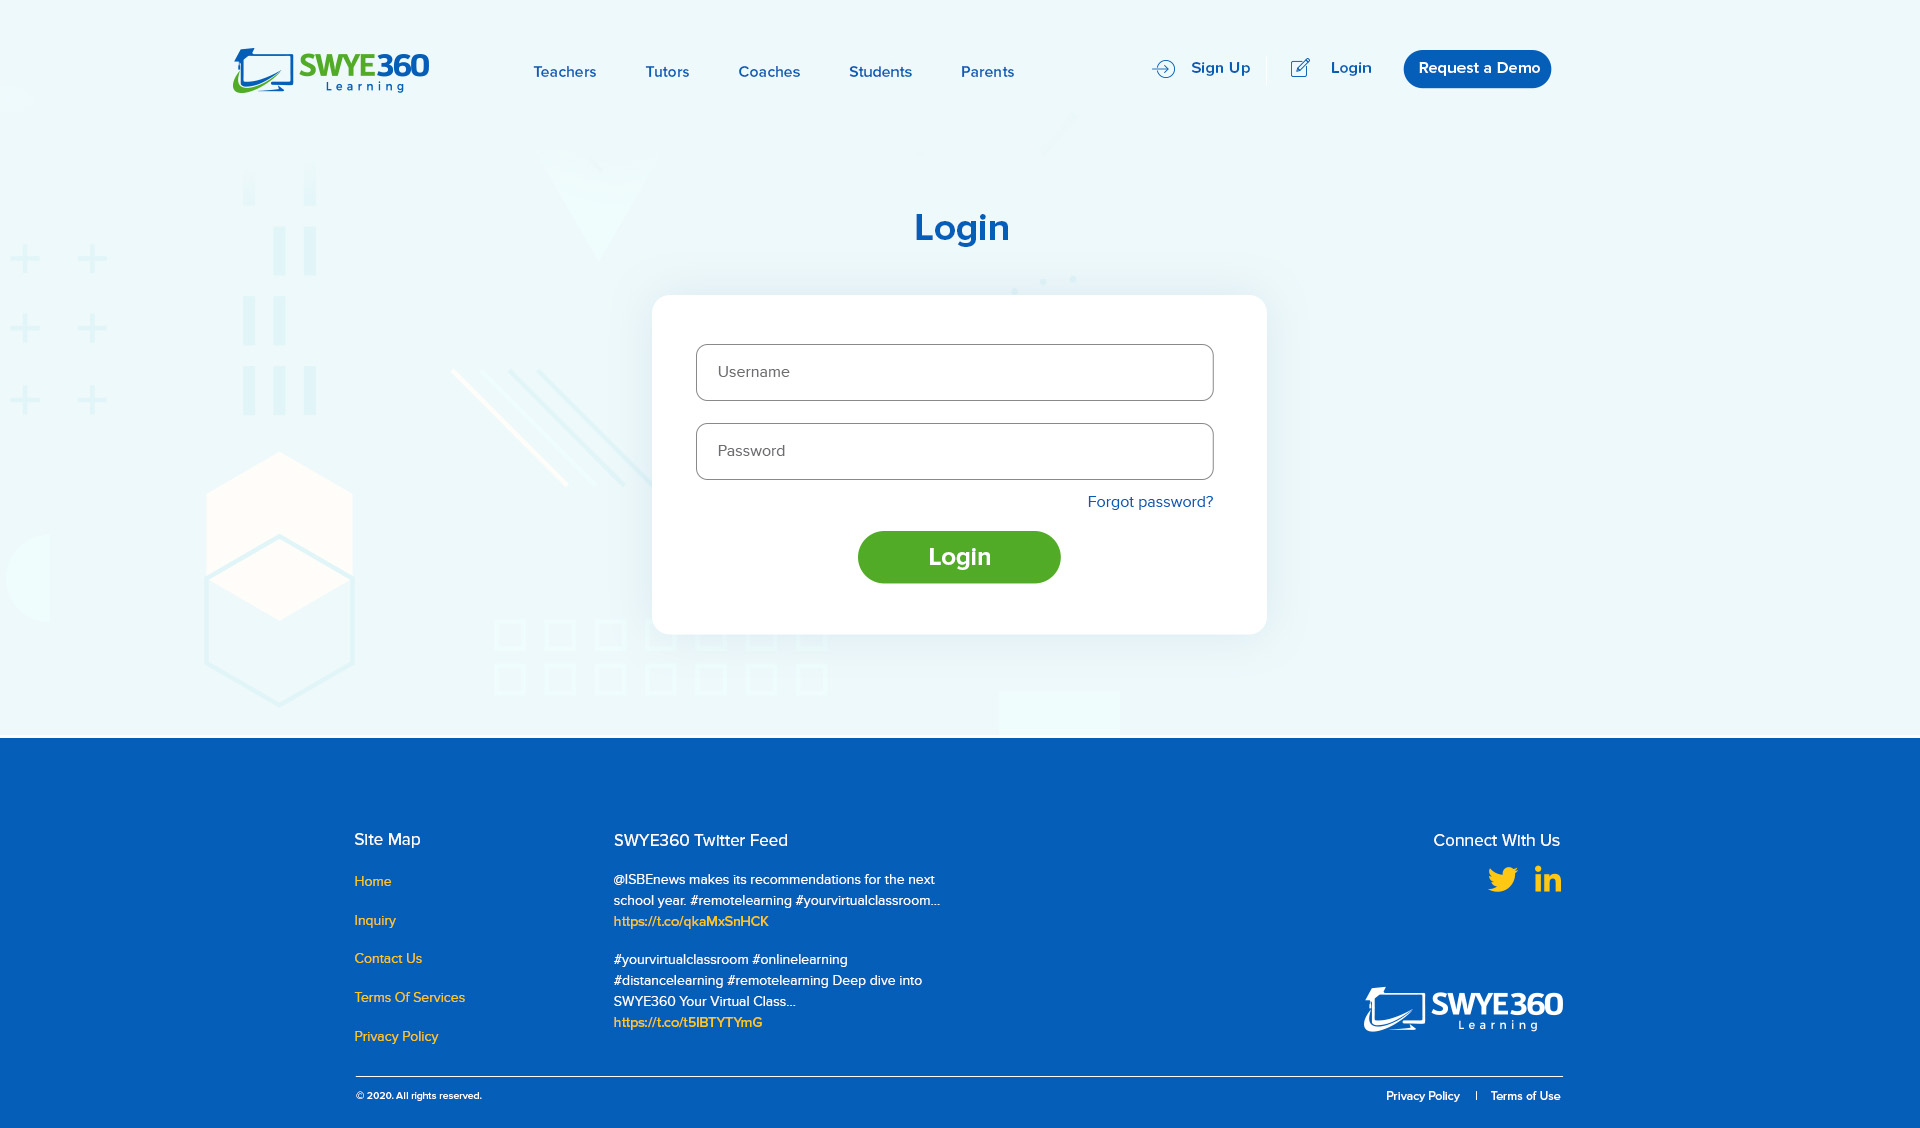 SWYE360
Learning
Teachers
Tutors
Coaches
Students
Parents
Sign Up
Login
Request a Demo
Login
Username
Password
Forgot password?
Login
Site Map
Home
Inquiry
Contact Us
Terms Of Services
Privacy Policy
SWYE360 Twitter Feed
@ISBEnews makes its recommendations for the next
school year. #remotelearning #yourvirtualclassroom...
https://t.co/qkaMxSnHCK
#yourvirtualclassroom #onlinelearning
#distancelearning #remotelearning Deep dive into
SWYE360 Your Virtual Class...
https://t.co/t5IBTYTYmG
Connect With Us
SWYE360
Learning
© 2020. All rights reserved.
Privacy Policy | Terms of Use